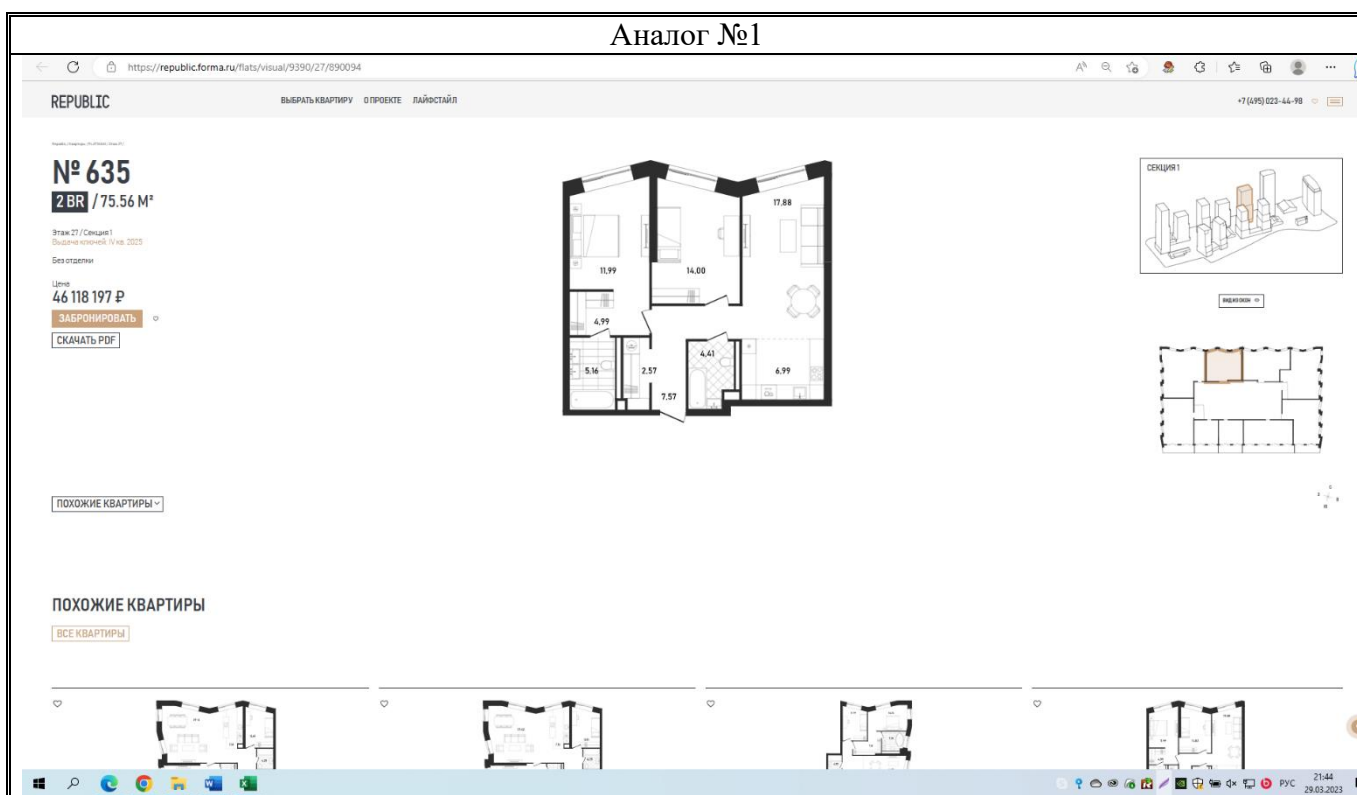 Аналог №1
https://republic.forma.ru/flats/visual/9390/27/890094
REPUBLIC
ВЫБРАТЬ КВАРТИРУ О ПРОЕКТЕ ЛАЙФСТАЙЛ
+7 (495) 023-44-98
№ 635
2 BR / 75.56 М²
Этаж 27 / Секция 1
Выдача ключей: IV кв. 2025
Без отделки
Цена
46 118 197 ₽
ЗАБРОНИРОВАТЬ
СКАЧАТЬ PDF
17.88
11,99
14.00
4,99
4,41
5,16
2.57
6,99
7,57
СЕКЦИЯ 1
ВИД ИЗ ОКОН
ПОХОЖИЕ КВАРТИРЫ
ПОХОЖИЕ КВАРТИРЫ
ВСЕ КВАРТИРЫ
РУС
21:44
29.03.2023